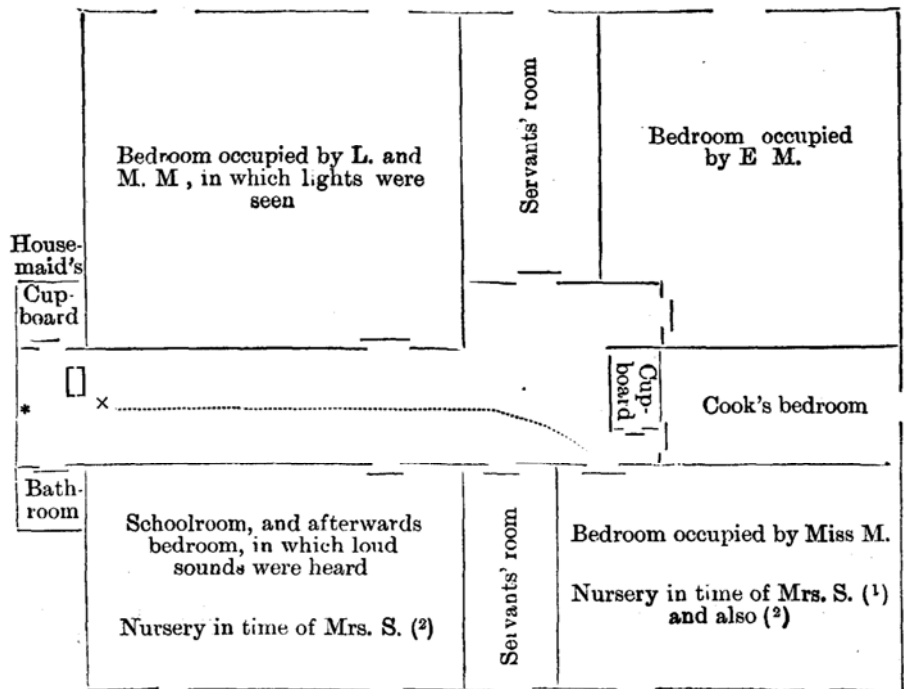 Bedroom occupied by L. and
M. M , in which lights were
seen
Servants' room
Bedroom occupied
by E M.
House-
maid's
Cup-
board
*
×
Cup-
board
Cook's bedroom
Bath-
room
Schoolroom, and afterwards
bedroom, in which loud
sounds were heard
Nursery in time of Mrs. S. (²)
Servants' room
Bedroom occupied by Miss M.
Nursery in time of Mrs. S. (¹)
and also (²)